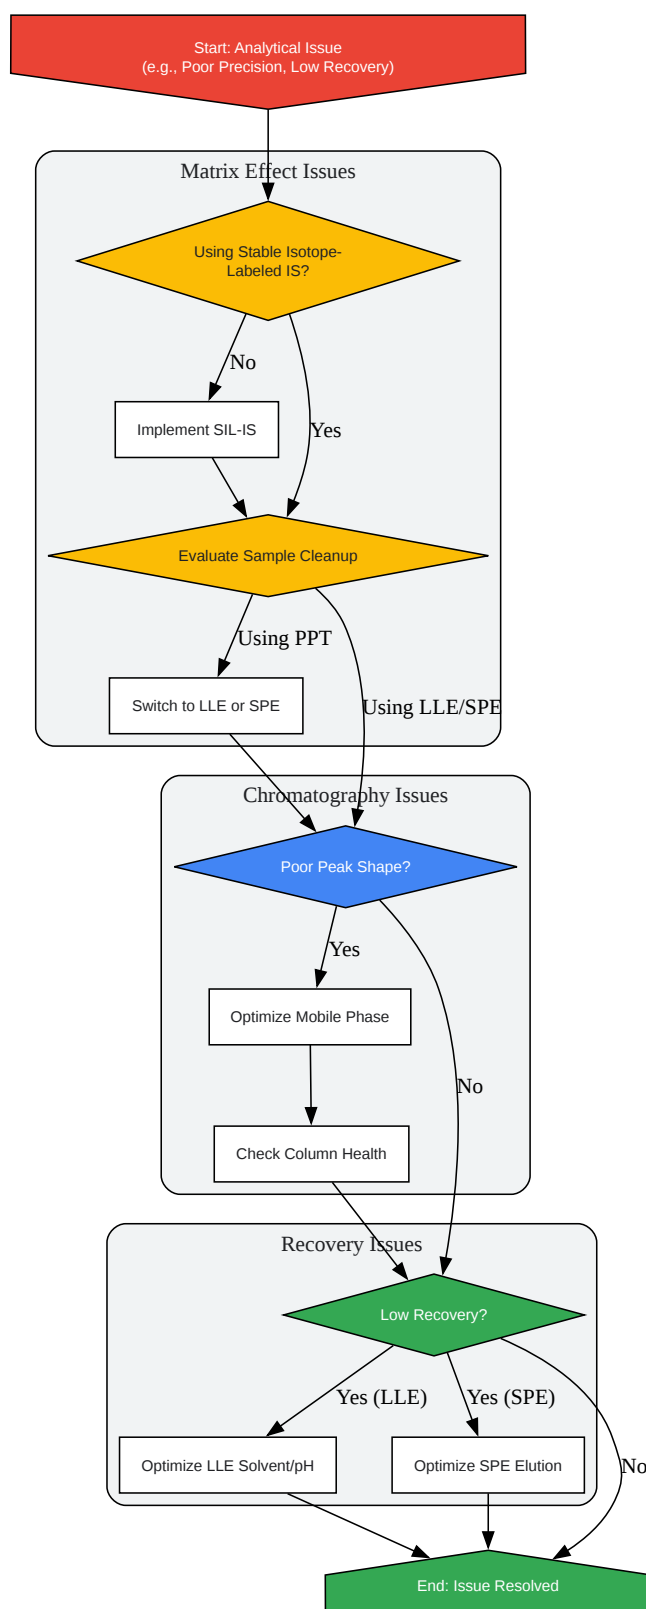 Start: Analytical Issue
(e.g., Poor Precision, Low Recovery)
Matrix Effect Issues
Using Stable Isotope-
Labeled IS?
No
Implement SIL-IS
Yes
Evaluate Sample Cleanup
Using PPT
Switch to LLE or SPE
Using LLE/SPE
Chromatography Issues
Poor Peak Shape?
Yes
Optimize Mobile Phase
No
Check Column Health
Recovery Issues
Low Recovery?
Yes (LLE)
Yes (SPE)
Optimize LLE Solvent/pH
Optimize SPE Elution
No
End: Issue Resolved